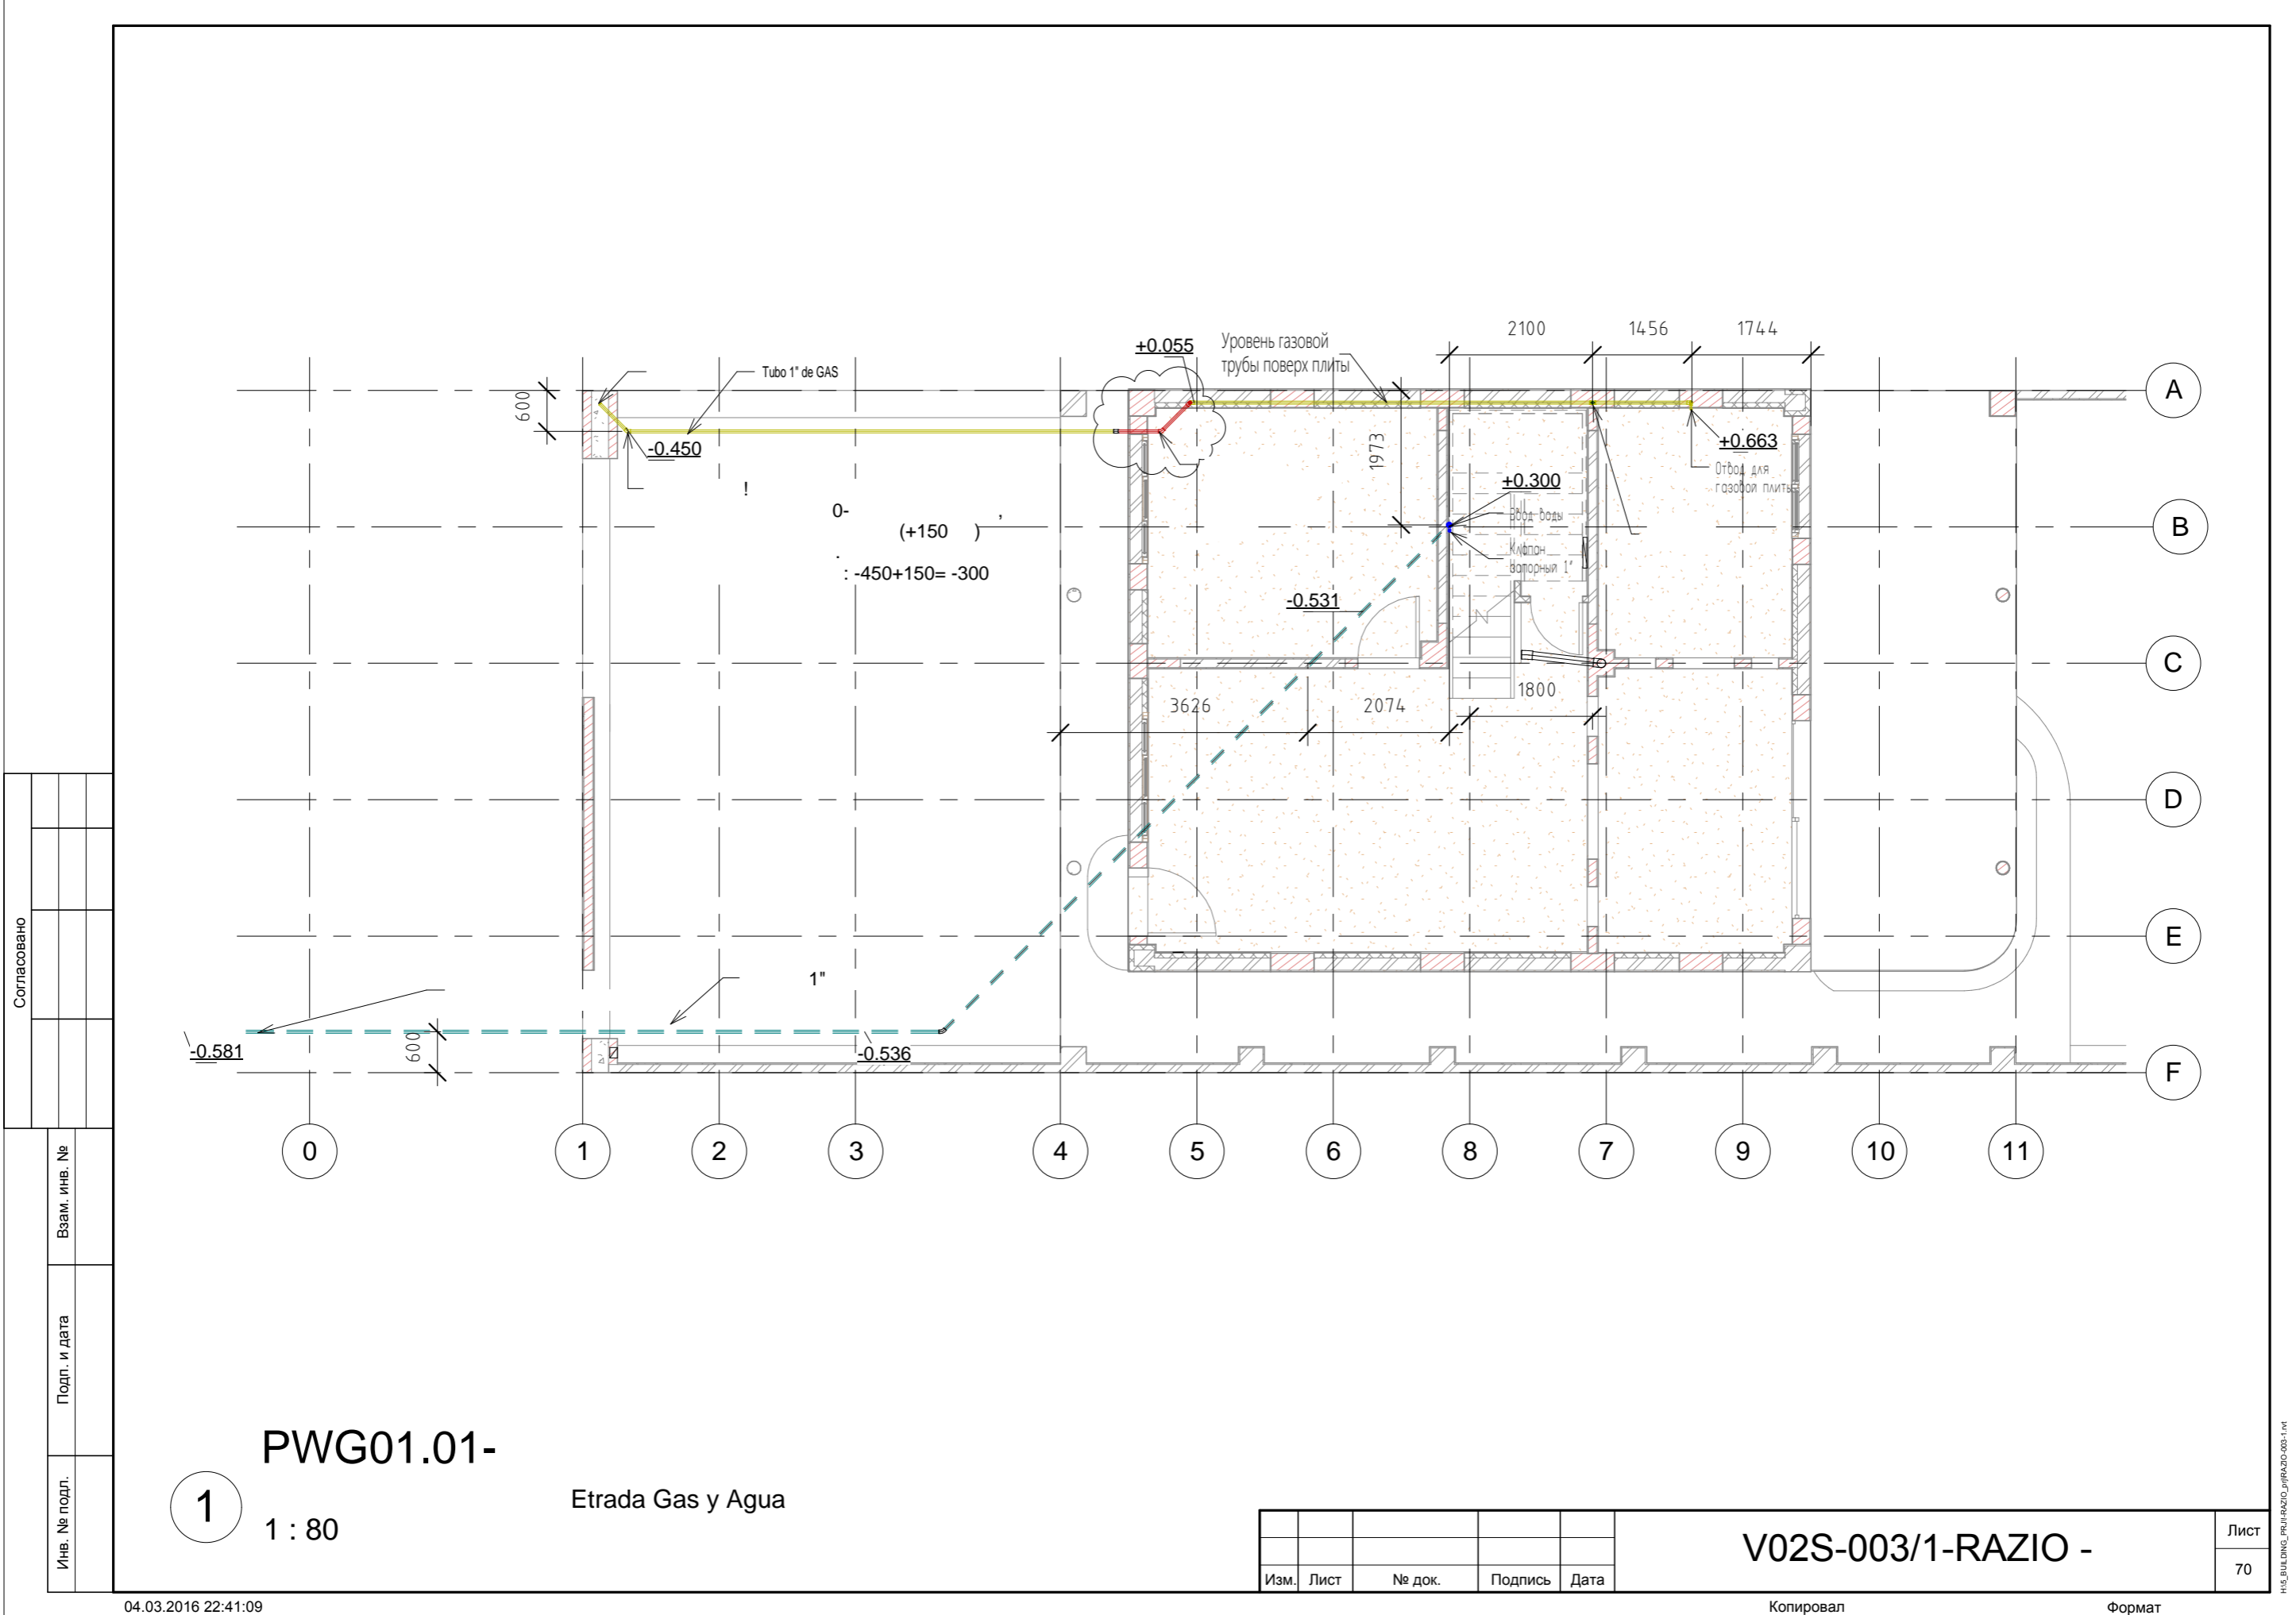 2100
1456
1744
+0.055
Уровень газовой
трубы поверх плиты
Tubo 1" de GAS
600
-0.450
1973
+0.663
Отвод для
газовой плиты
A
!
0-
,
(+150 )
.
: -450+150= -300
+0.300
Ввод воды
Клапан
запорный 1"
B
-0.531
C
3626
2074
1800
D
E
1"
-0.581
600
-0.536
F
0
1
2
3
4
5
6
8
7
9
10
11
Согласовано
Взам. инв. №
Подп. и дата
Инв. № подл.
PWG01.01-
1
Etrada Gas y Agua
1 : 80
Изм.
Лист
№ док.
Подпись
Дата
V02S-003/1-RAZIO -
Лист
70
04.03.2016 22:41:09
Копировал
Формат